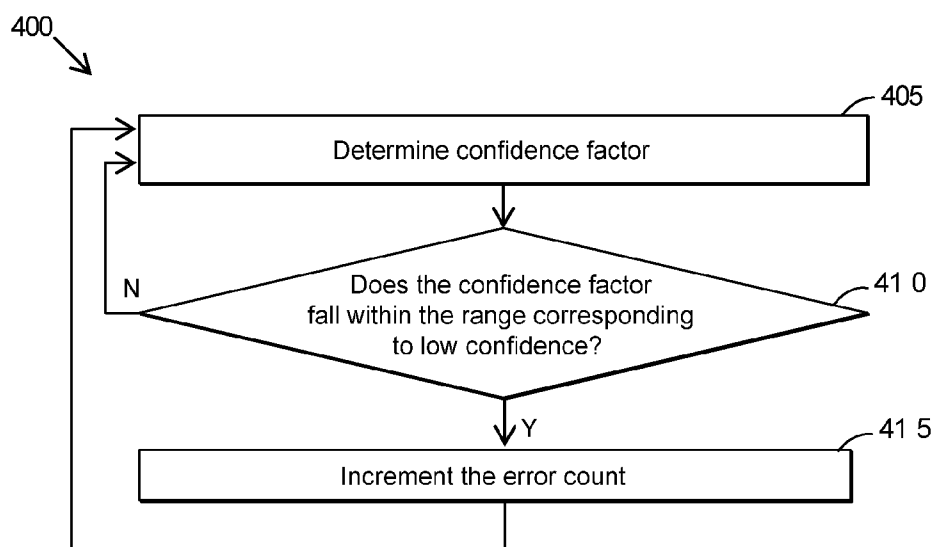 400
405
Determine confidence factor
N
Does the confidence factor
fall within the range corresponding
to low confidence?
41 0
Y
41 5
Increment the error count